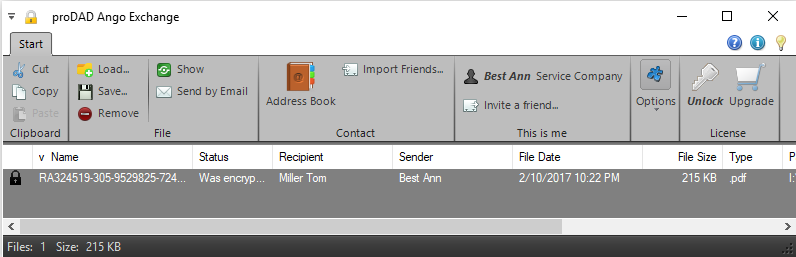 proDAD Ango Exchange
Start
Cut
Copy
Paste
Clipboard
Load...
Save...
Remove
Show
Send by Email
File
Address Book
Import Friends...
Contact
Best Ann Service Company
Invite a friend...
This is me
Options
Unlock Upgrade
License
v Name Status Recipient Sender File Date File Size Type P
RA324519-305-9529825-724... Was encryp... Miller Tom Best Ann 2/10/2017 10:22 PM 215 KB .pdf I:\
Files: 1 Size: 215 KB